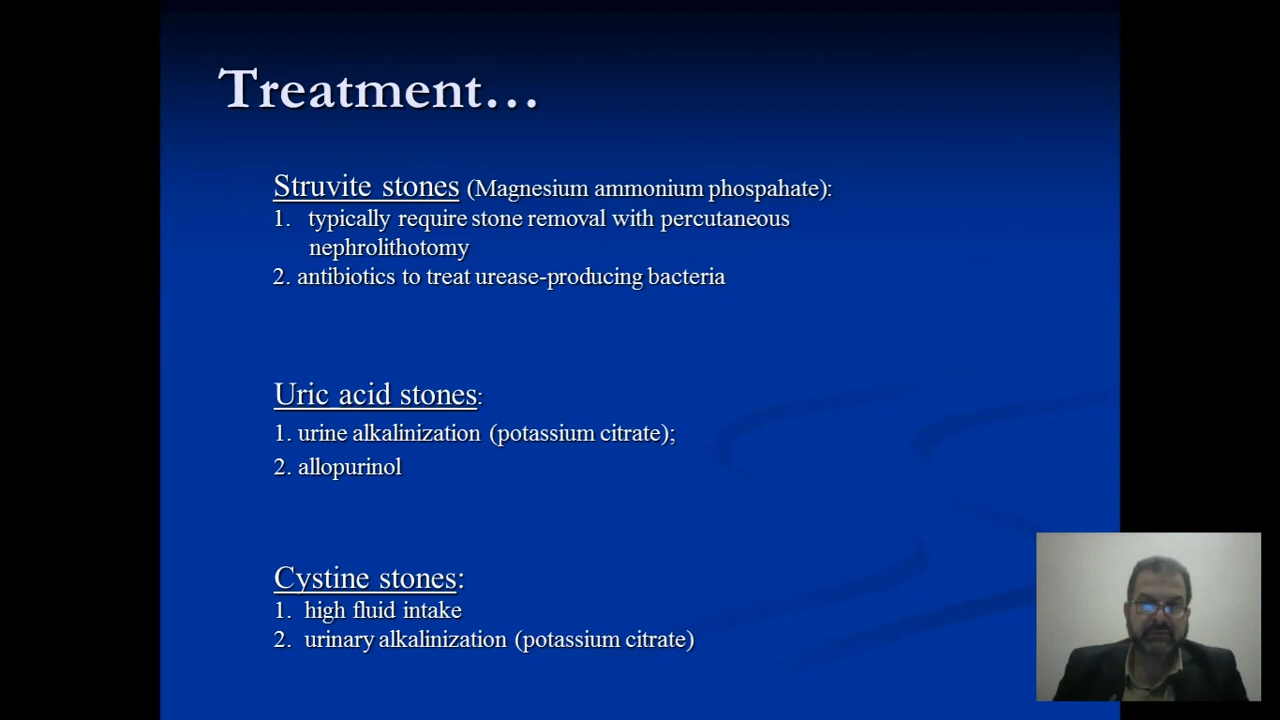 Treatment…
Struvite stones (Magnesium ammonium phospahate):
1. typically require stone removal with percutaneous
nephrolithotomy
2. antibiotics to treat urease-producing bacteria
Uric acid stones:
1. urine alkalinization (potassium citrate);
2. allopurinol
Cystine stones:
1. high fluid intake
2. urinary alkalinization (potassium citrate)